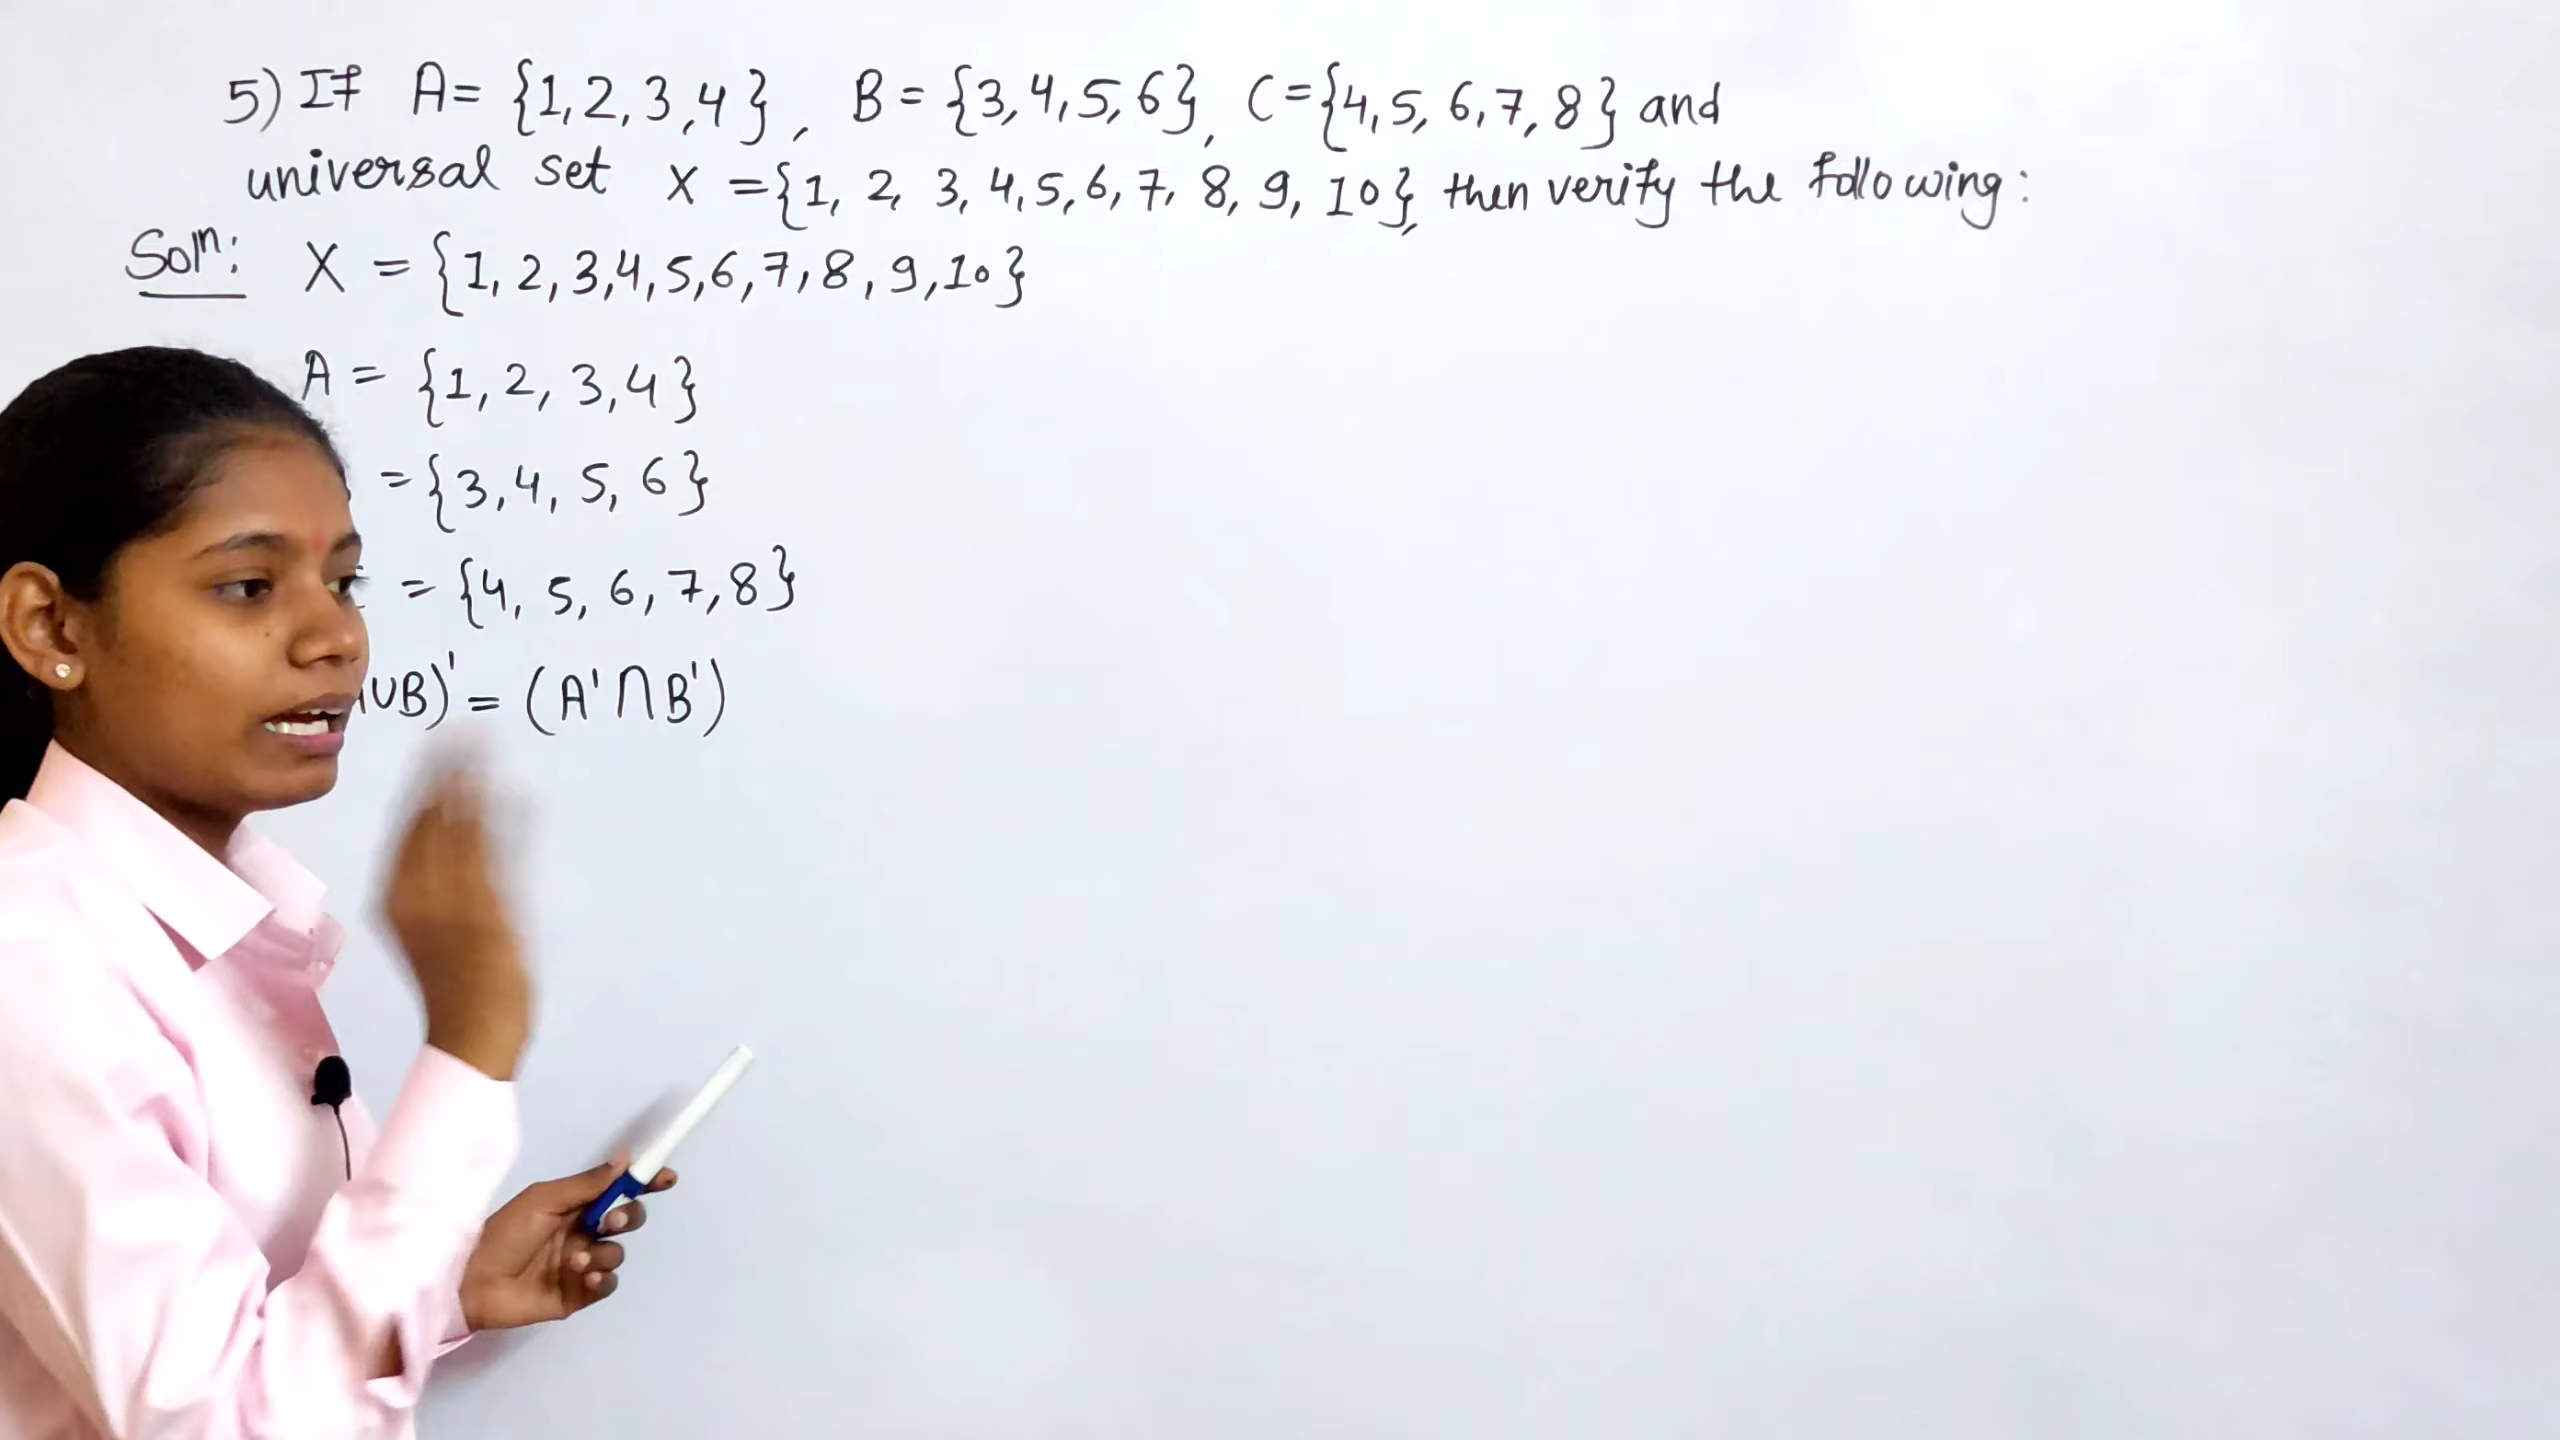 5) If A = {1, 2, 3, 4}, B = {3, 4, 5, 6}, C = {4, 5, 6, 7, 8} and
universal set X = {1, 2, 3, 4, 5, 6, 7, 8, 9, 10}, then verify the following:
Solⁿ: X = {1, 2, 3, 4, 5, 6, 7, 8, 9, 10}
A = {1, 2, 3, 4}
= {3, 4, 5, 6}
= {4, 5, 6, 7, 8}
∪B)' = (A' ∩ B')